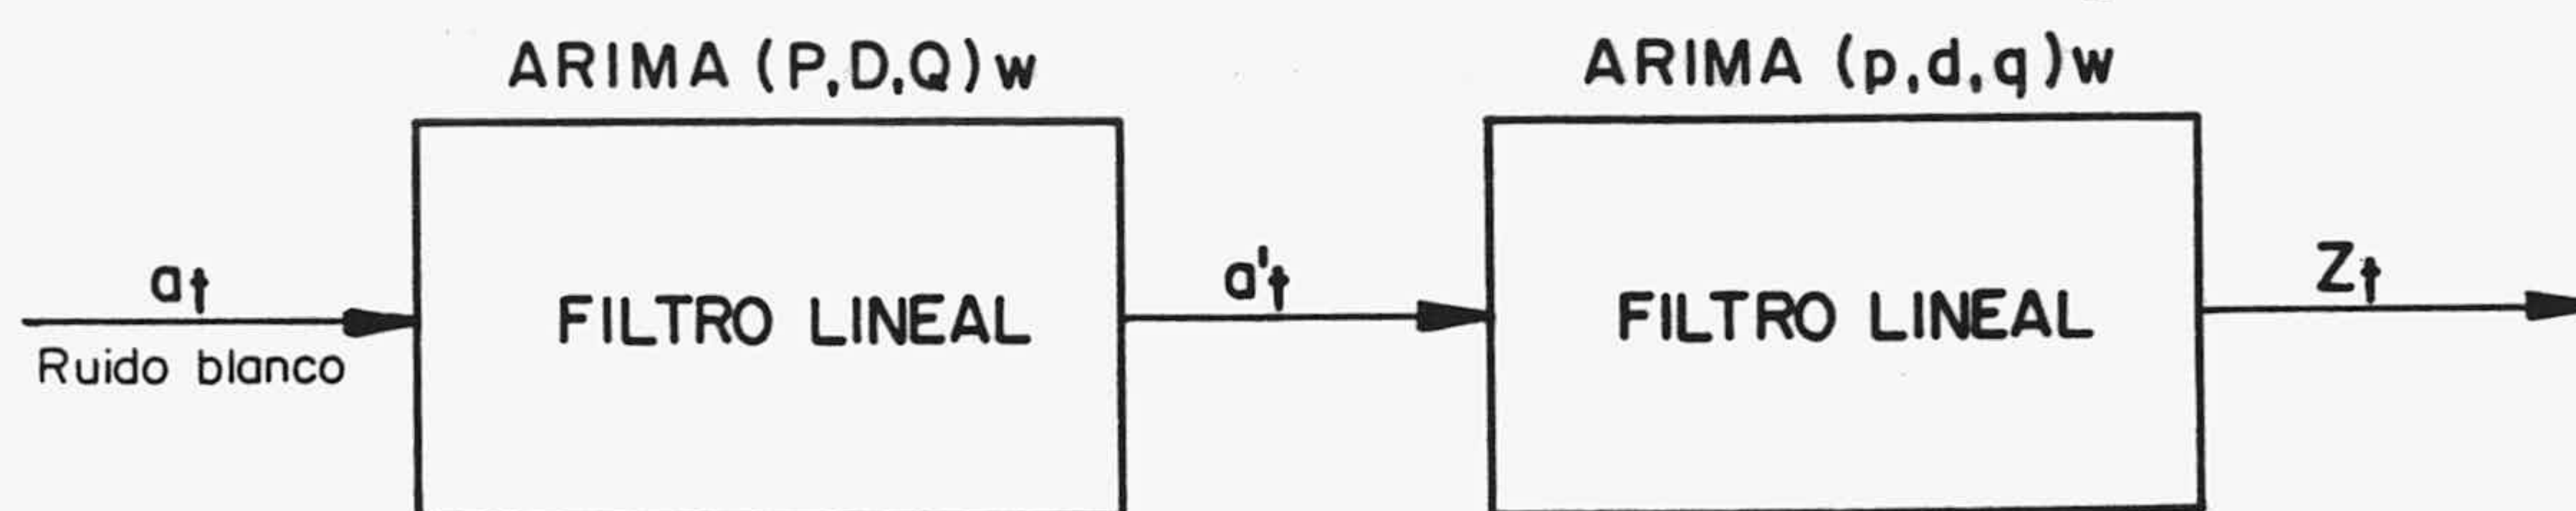 ARIMA (P,D,Q)w
ARIMA (p,d,q)w
at
Ruido blanco
FILTRO LINEAL
a't
FILTRO LINEAL
Zt